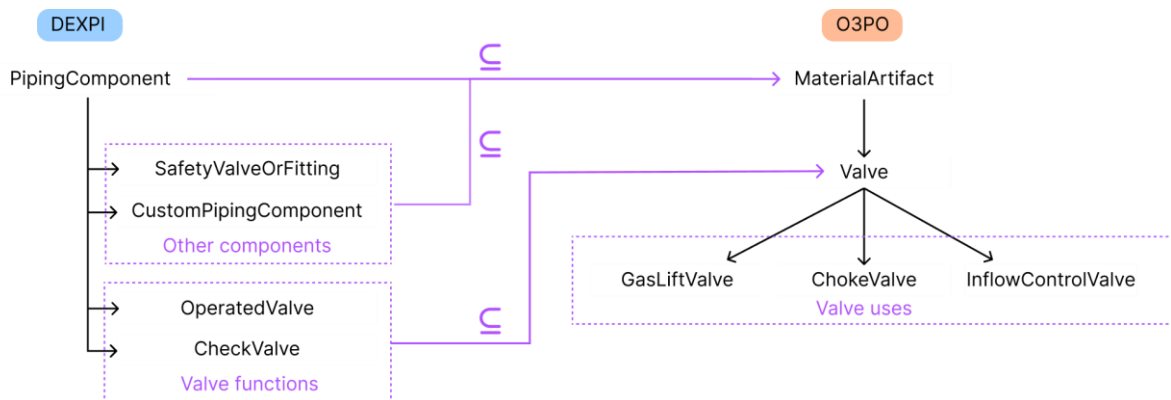 DEXPI
O3PO
PipingComponent
⊆
MaterialArtifact
⊆
SafetyValveOrFitting
Valve
CustomPipingComponent
Other components
GasLiftValve
ChokeValve
InflowControlValve
OperatedValve
Valve uses
⊆
CheckValve
Valve functions